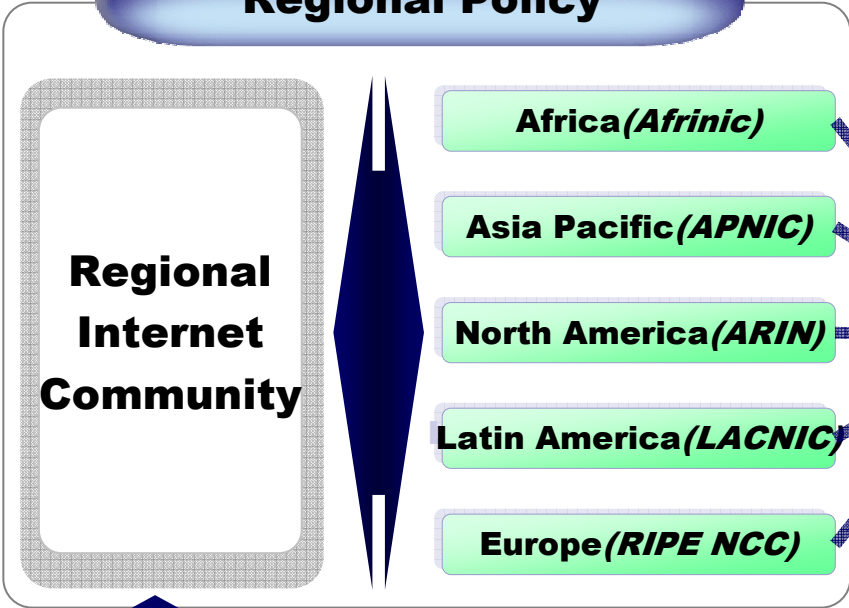 Regional Policy
Regional
Internet
Community
Africa(Afrinic)
Asia Pacific(APNIC)
North America(ARIN)
Latin America(LACNIC)
Europe(RIPE NCC)